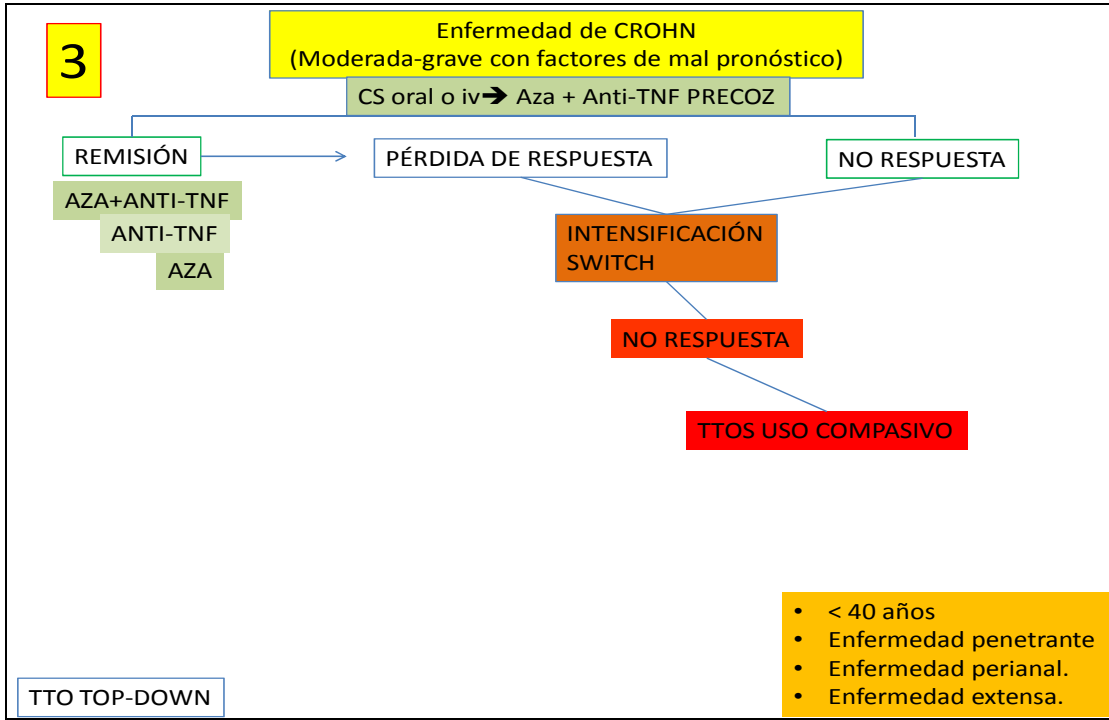 3
Enfermedad de CROHN
(Moderada-grave con factores de mal pronóstico)
CS oral o iv➔ Aza + Anti-TNF PRECOZ
REMISIÓN
PÉRDIDA DE RESPUESTA
NO RESPUESTA
AZA+ANTI-TNF
ANTI-TNF
AZA
INTENSIFICACIÓN
SWITCH
NO RESPUESTA
TTOS USO COMPASIVO
• < 40 años
• Enfermedad penetrante
• Enfermedad perianal.
• Enfermedad extensa.
TTO TOP-DOWN